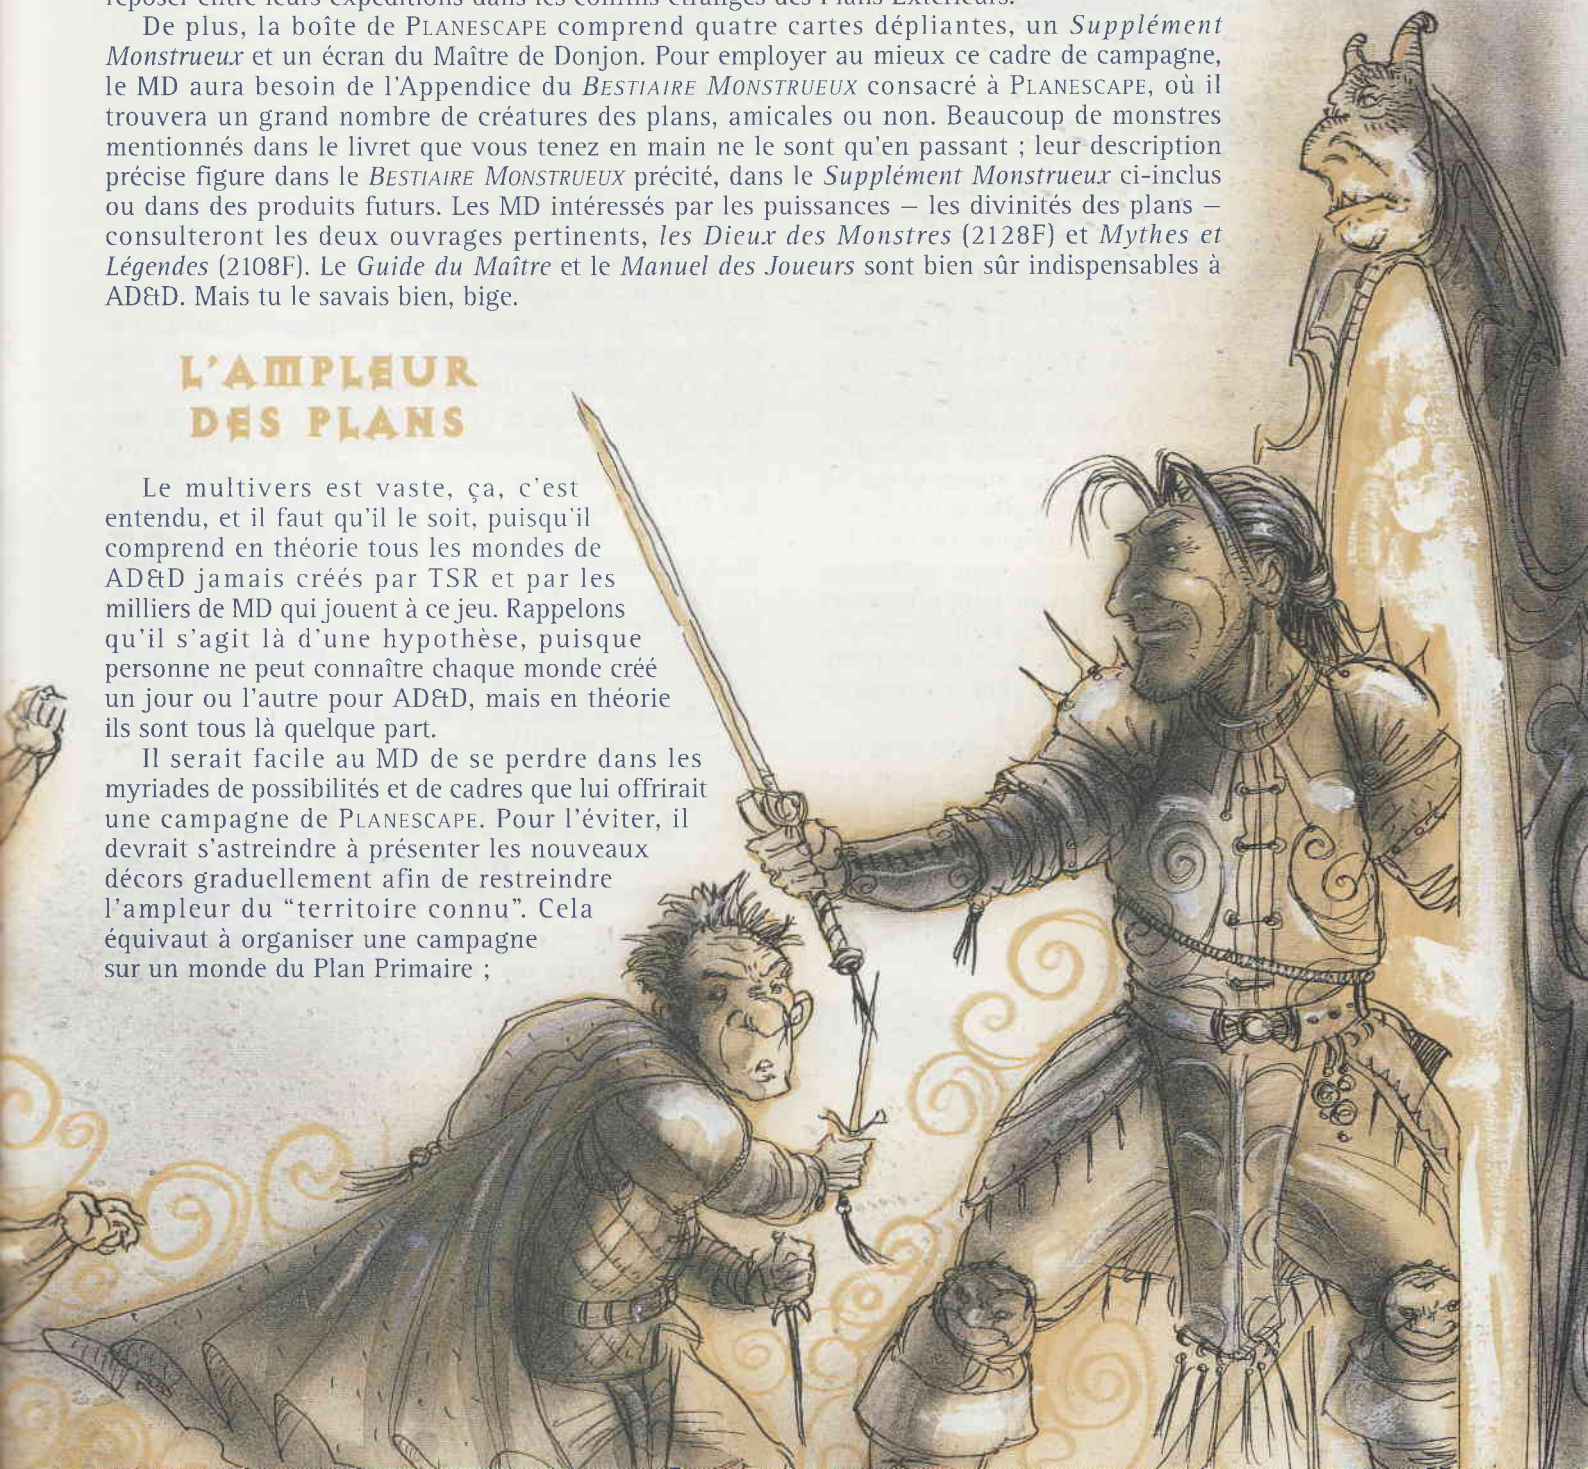 reposer entre leurs expéditions dans les confins étranges des Plans Extérieurs.
De plus, la boîte de PLANESCAPE comprend quatre cartes dépliantes, un Supplément
Monstrueux et un écran du Maître de Donjon. Pour employer au mieux ce cadre de campagne,
le MD aura besoin de l'Appendice du BESTIAIRE MONSTRUEUX consacré à PLANESCAPE, où il
trouvera un grand nombre de créatures des plans, amicales ou non. Beaucoup de monstres
mentionnés dans le livret que vous tenez en main ne le sont qu'en passant ; leur description
précise figure dans le BESTIAIRE MONSTRUEUX précité, dans le Supplément Monstrueux ci-inclus
ou dans des produits futurs. Les MD intéressés par les puissances — les divinités des plans —
consulteront les deux ouvrages pertinents, les Dieux des Monstres (2128F) et Mythes et
Légendes (2108F). Le Guide du Maître et le Manuel des Joueurs sont bien sûr indispensables à
AD&D. Mais tu le savais bien, bige.
L'AMPLEUR
DES PLANS
Le multivers est vaste, ça, c'est
entendu, et il faut qu'il le soit, puisqu'il
comprend en théorie tous les mondes de
AD&D jamais créés par TSR et par les
milliers de MD qui jouent à ce jeu. Rappelons
qu'il s'agit là d'une hypothèse, puisque
personne ne peut connaître chaque monde créé
un jour ou l'autre pour AD&D, mais en théorie
ils sont tous là quelque part.
Il serait facile au MD de se perdre dans les
myriades de possibilités et de cadres que lui offrirait
une campagne de PLANESCAPE. Pour l'éviter, il
devrait s'astreindre à présenter les nouveaux
décors graduellement afin de restreindre
l'ampleur du “territoire connu”. Cela
équivaut à organiser une campagne
sur un monde du Plan Primaire ;